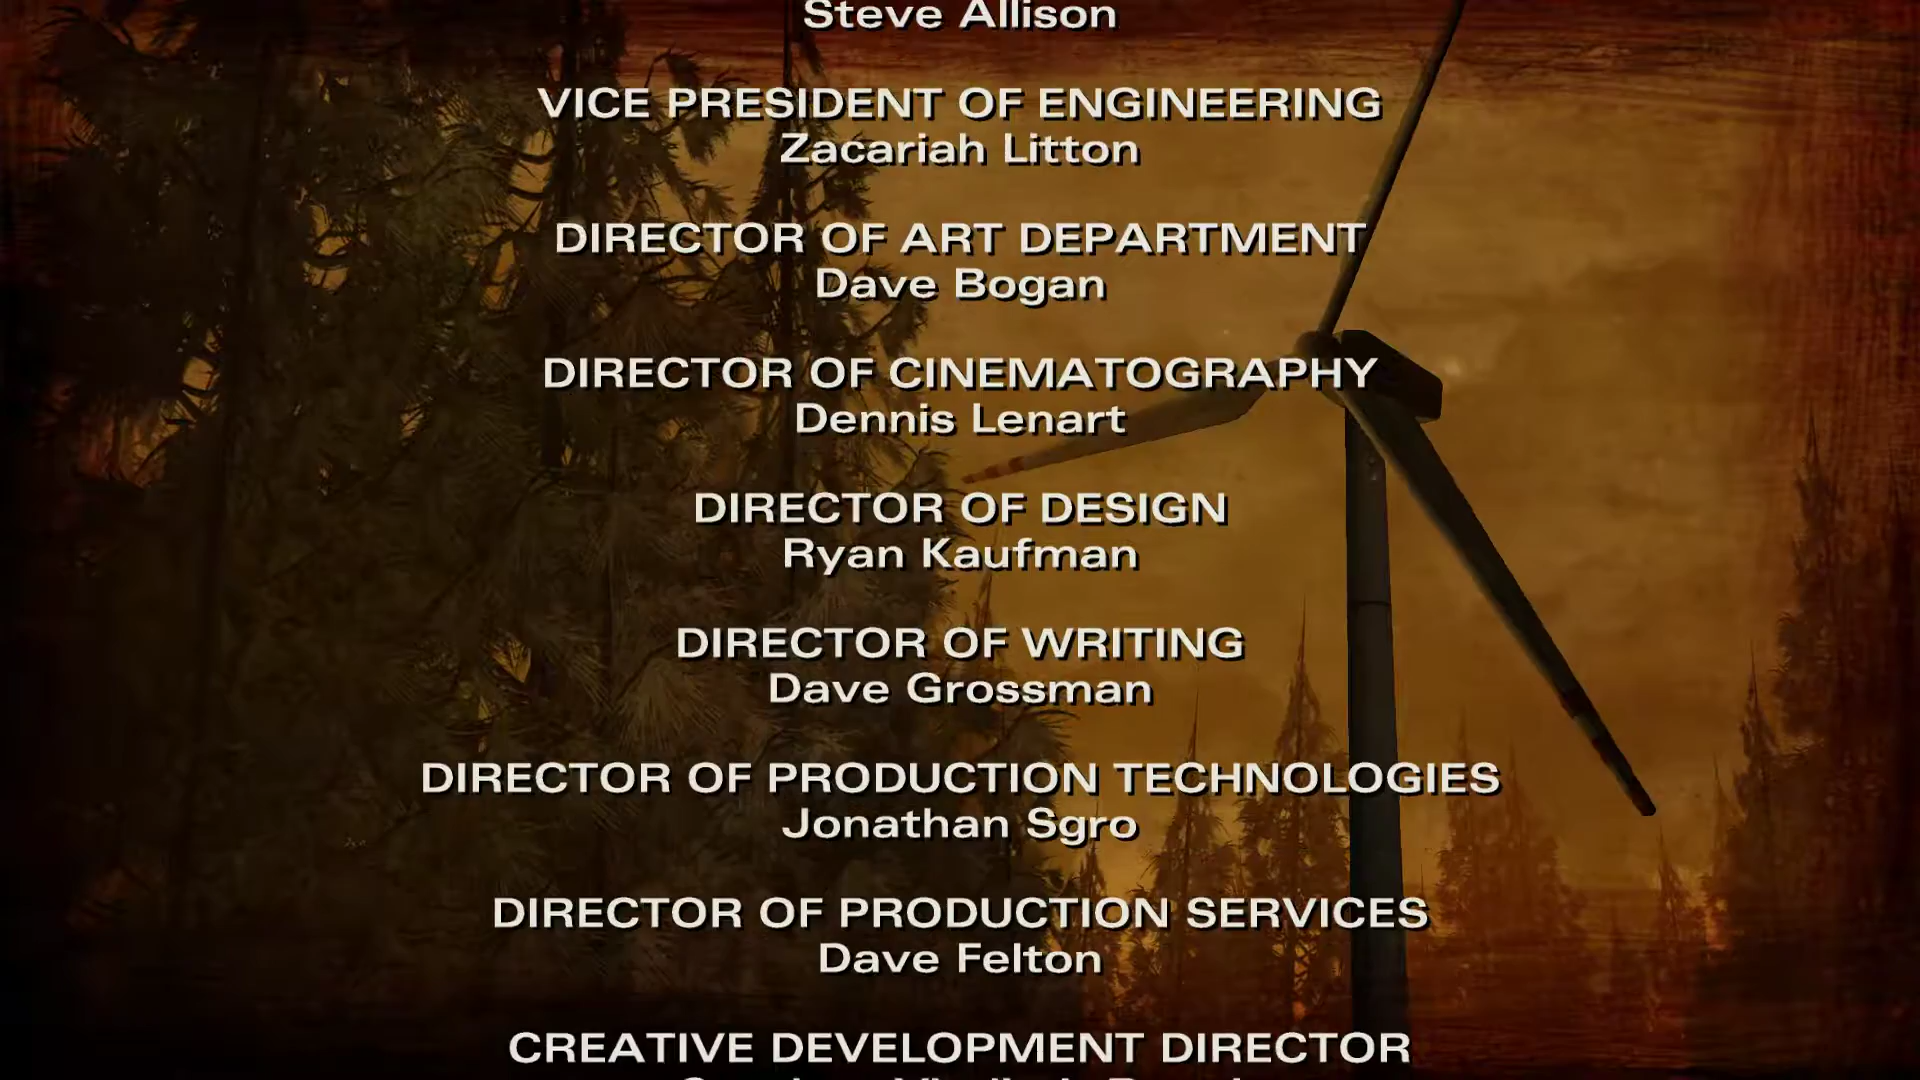 Steve Allison
VICE PRESIDENT OF ENGINEERING
Zacariah Litton
DIRECTOR OF ART DEPARTMENT
Dave Bogan
DIRECTOR OF CINEMATOGRAPHY
Dennis Lenart
DIRECTOR OF DESIGN
Ryan Kaufman
DIRECTOR OF WRITING
Dave Grossman
DIRECTOR OF PRODUCTION TECHNOLOGIES
Jonathan Sgro
DIRECTOR OF PRODUCTION SERVICES
Dave Felton
CREATIVE DEVELOPMENT DIRECTOR